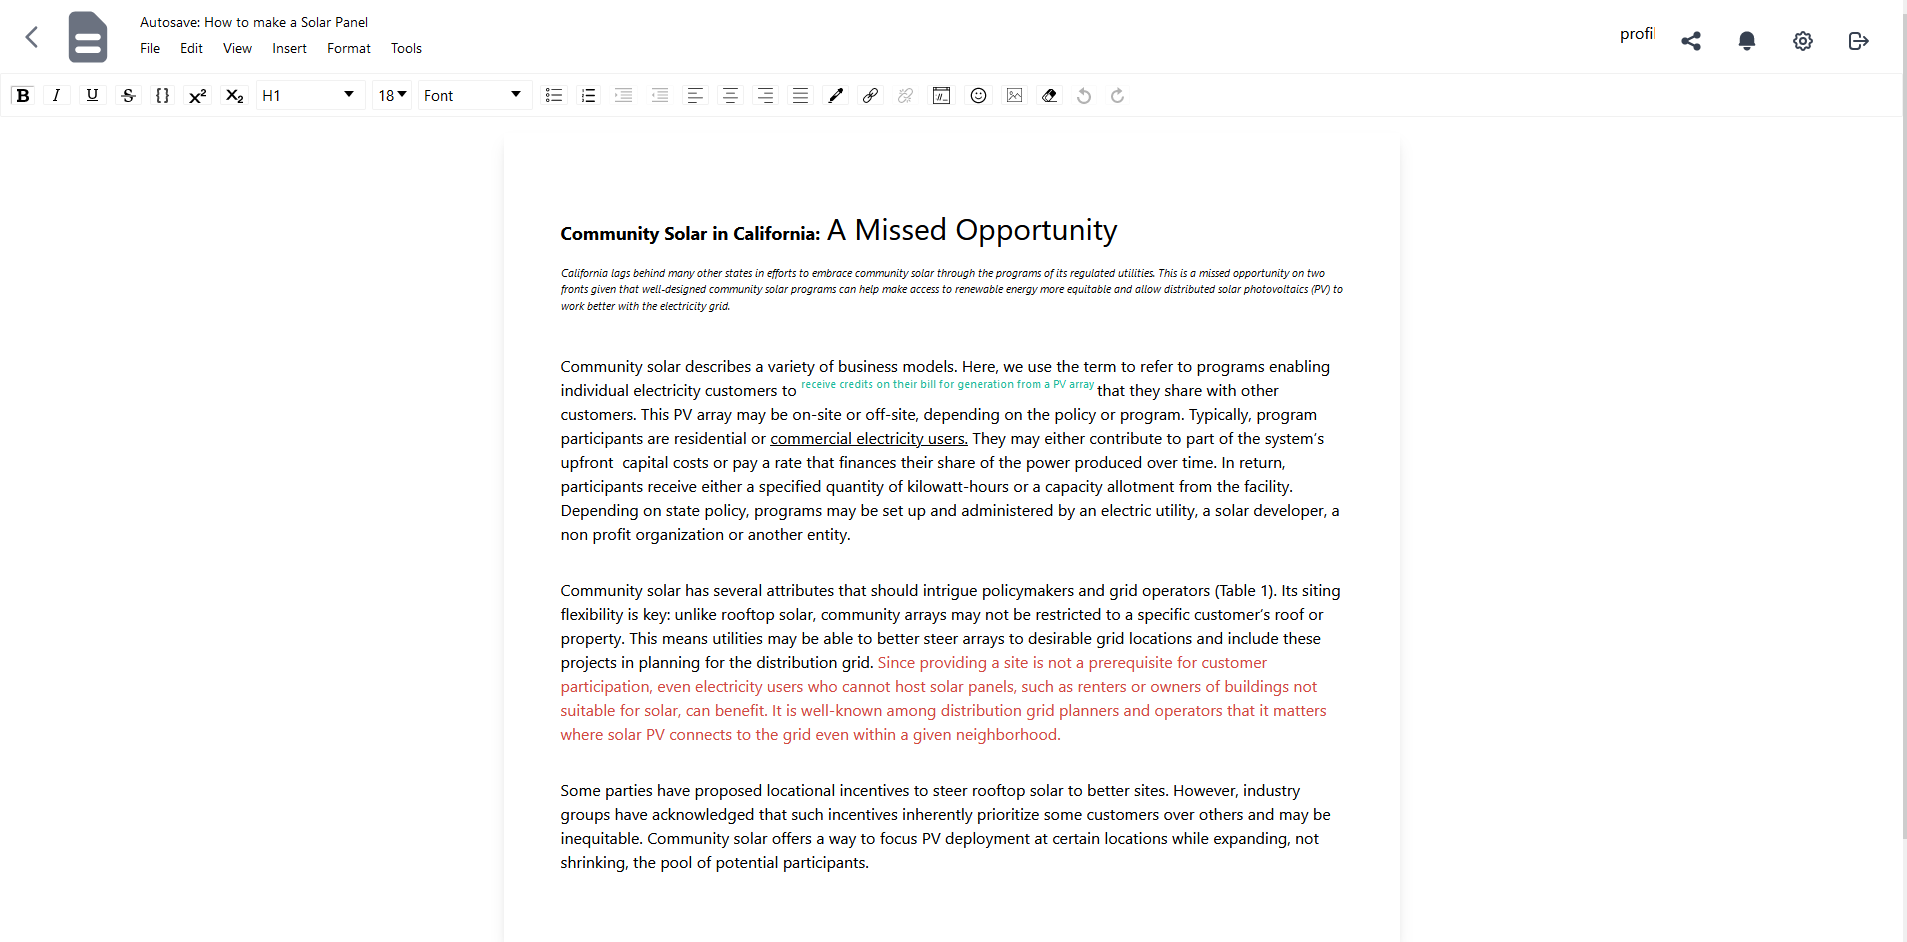 Autosave: How to make a Solar Panel
File Edit View Insert Format Tools
profil
B I U S {} X² X₂ H1 18 Font
Community Solar in California: A Missed Opportunity
California lags behind many other states in efforts to embrace community solar through the programs of its regulated utilities. This is a missed opportunity on two
fronts given that well-designed community solar programs can help make access to renewable energy more equitable and allow distributed solar photovoltaics (PV) to
work better with the electricity grid.
Community solar describes a variety of business models. Here, we use the term to refer to programs enabling
individual electricity customers to receive credits on their bill for generation from a PV array that they share with other
customers. This PV array may be on-site or off-site, depending on the policy or program. Typically, program
participants are residential or commercial electricity users. They may either contribute to part of the system’s
upfront  capital costs or pay a rate that finances their share of the power produced over time. In return,
participants receive either a specified quantity of kilowatt-hours or a capacity allotment from the facility.
Depending on state policy, programs may be set up and administered by an electric utility, a solar developer, a
non profit organization or another entity.
Community solar has several attributes that should intrigue policymakers and grid operators (Table 1). Its siting
flexibility is key: unlike rooftop solar, community arrays may not be restricted to a specific customer’s roof or
property. This means utilities may be able to better steer arrays to desirable grid locations and include these
projects in planning for the distribution grid. Since providing a site is not a prerequisite for customer
participation, even electricity users who cannot host solar panels, such as renters or owners of buildings not
suitable for solar, can benefit. It is well-known among distribution grid planners and operators that it matters
where solar PV connects to the grid even within a given neighborhood.
Some parties have proposed locational incentives to steer rooftop solar to better sites. However, industry
groups have acknowledged that such incentives inherently prioritize some customers over others and may be
inequitable. Community solar offers a way to focus PV deployment at certain locations while expanding, not
shrinking, the pool of potential participants.